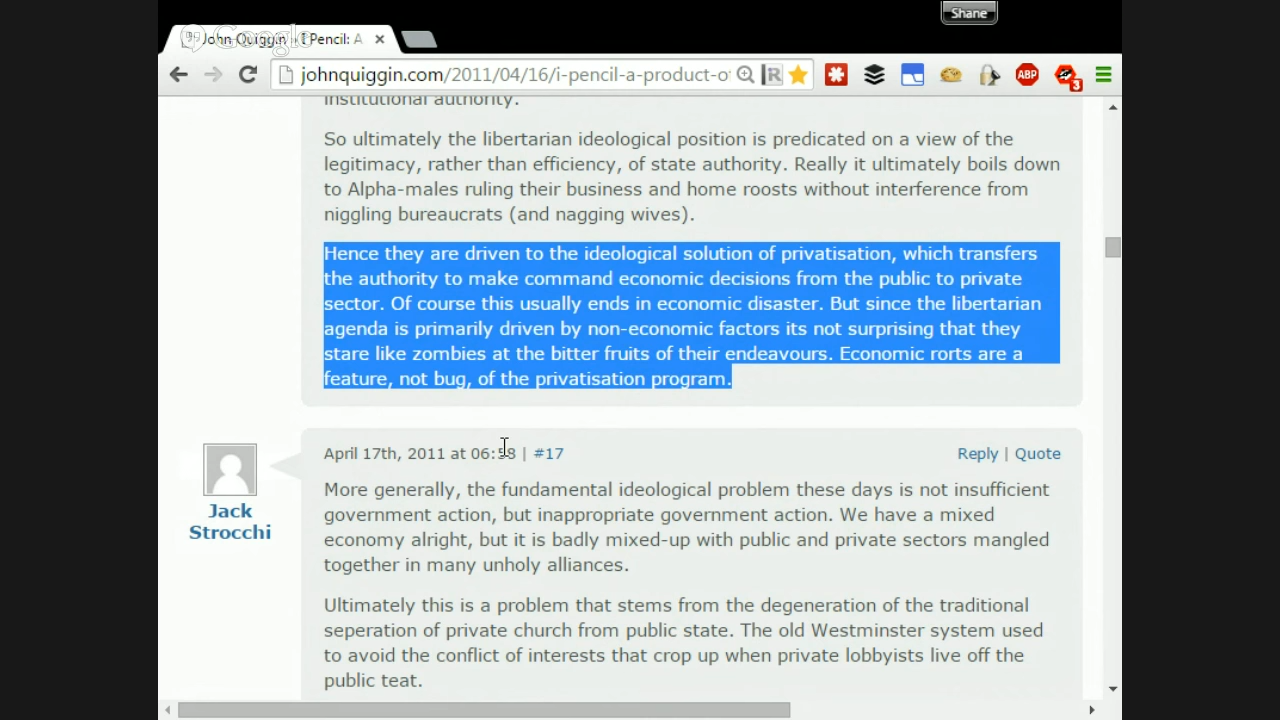 Shane
John Quiggin » I Pencil: A
Google
johnquiggin.com/2011/04/16/i-pencil-a-product-o
ABP
3
institutional authority.
So ultimately the libertarian ideological position is predicated on a view of the
legitimacy, rather than efficiency, of state authority. Really it ultimately boils down
to Alpha-males ruling their business and home roosts without interference from
niggling bureaucrats (and nagging wives).
Hence they are driven to the ideological solution of privatisation, which transfers
the authority to make command economic decisions from the public to private
sector. Of course this usually ends in economic disaster. But since the libertarian
agenda is primarily driven by non-economic factors its not surprising that they
stare like zombies at the bitter fruits of their endeavours. Economic rorts are a
feature, not bug, of the privatisation program.
April 17th, 2011 at 06:58 | #17
Reply | Quote
Jack
Strocchi
More generally, the fundamental ideological problem these days is not insufficient
government action, but inappropriate government action. We have a mixed
economy alright, but it is badly mixed-up with public and private sectors mangled
together in many unholy alliances.
Ultimately this is a problem that stems from the degeneration of the traditional
seperation of private church from public state. The old Westminster system used
to avoid the conflict of interests that crop up when private lobbyists live off the
public teat.